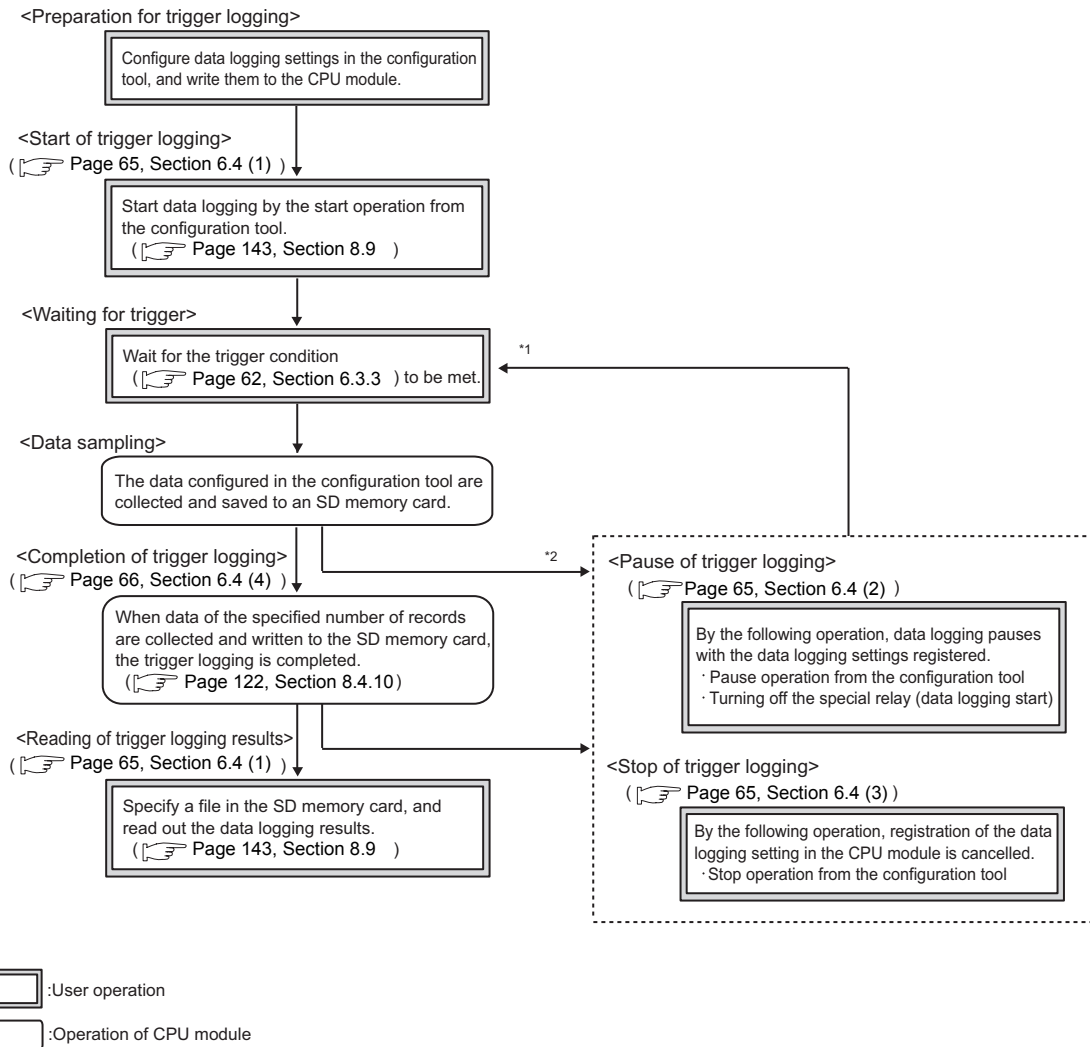 <Preparation for trigger logging>
Configure data logging settings in the configuration
tool, and write them to the CPU module.
<Start of trigger logging>
( Page 65, Section 6.4 (1) )
Start data logging by the start operation from
the configuration tool.
( Page 143, Section 8.9 )
<Waiting for trigger>
Wait for the trigger condition
( Page 62, Section 6.3.3 ) to be met.
*1
<Data sampling>
The data configured in the configuration tool are
collected and saved to an SD memory card.
<Completion of trigger logging>
( Page 66, Section 6.4 (4) )
When data of the specified number of records
are collected and written to the SD memory card,
the trigger logging is completed.
( Page 122, Section 8.4.10)
<Reading of trigger logging results>
( Page 65, Section 6.4 (1) )
Specify a file in the SD memory card, and
read out the data logging results.
( Page 143, Section 8.9 )
*2
<Pause of trigger logging>
( Page 65, Section 6.4 (2) )
By the following operation, data logging pauses
with the data logging settings registered.
· Pause operation from the configuration tool
· Turning off the special relay (data logging start)
<Stop of trigger logging>
( Page 65, Section 6.4 (3) )
By the following operation, registration of the data
logging setting in the CPU module is cancelled.
· Stop operation from the configuration tool
:User operation
:Operation of CPU module